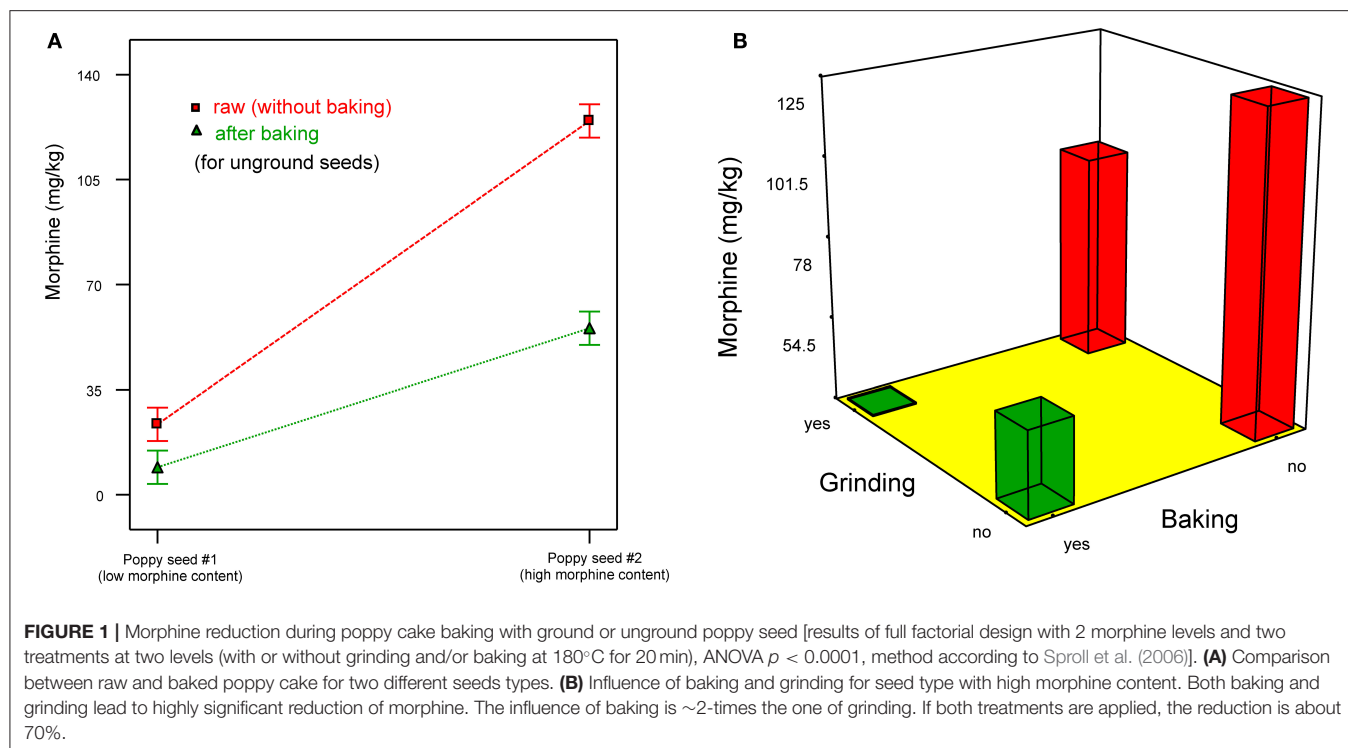 A
140
105
70
35
0
Morphine (mg/kg)
raw (without baking)
after baking
(for unground seeds)
Poppy seed #1
(low morphine content)
Poppy seed #2
(high morphine content)
B
125
101.5
78
54.5
Morphine (mg/kg)
yes
Grinding
no
yes
Baking
no
FIGURE 1 | Morphine reduction during poppy cake baking with ground or unground poppy seed [results of full factorial design with 2 morphine levels and two
treatments at two levels (with or without grinding and/or baking at 180°C for 20 min), ANOVA p < 0.0001, method according to Sproll et al. (2006)]. (A) Comparison
between raw and baked poppy cake for two different seeds types. (B) Influence of baking and grinding for seed type with high morphine content. Both baking and
grinding lead to highly significant reduction of morphine. The influence of baking is ~2-times the one of grinding. If both treatments are applied, the reduction is about
70%.